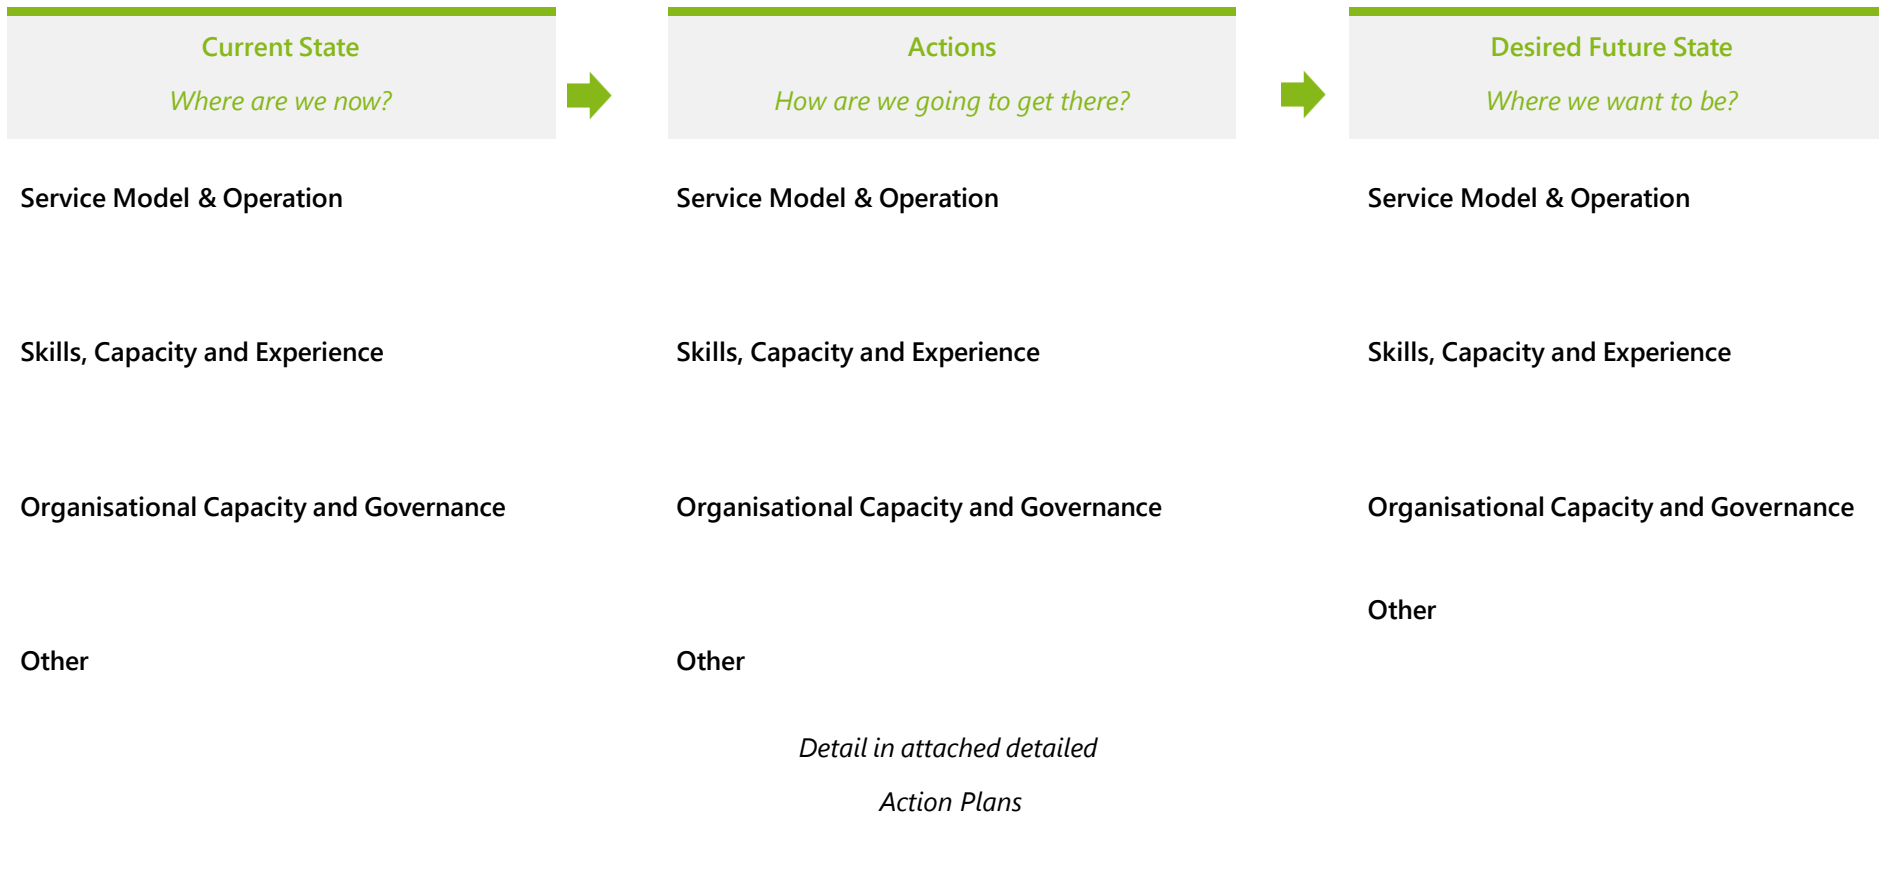 Current State
Where are we now?
Actions
How are we going to get there?
Desired Future State
Where we want to be?
Service Model & Operation
Skills, Capacity and Experience
Organisational Capacity and Governance
Other
Service Model & Operation
Skills, Capacity and Experience
Organisational Capacity and Governance
Other
Detail in attached detailed
Action Plans
Service Model & Operation
Skills, Capacity and Experience
Organisational Capacity and Governance
Other